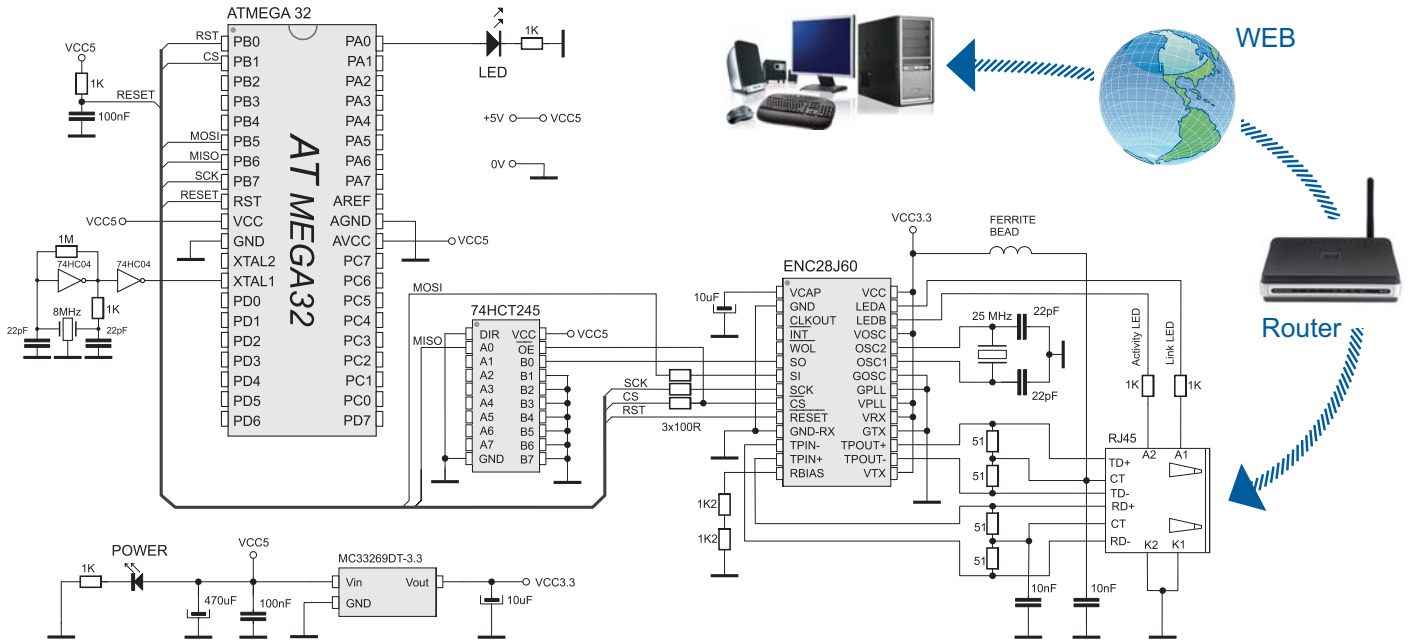 ATMEGA 32
VCC5
1K
RESET
100nF
RST
CS
MOSI
MISO
SCK
RESET
VCC5
PB0
PB1
PB2
PB3
PB4
PB5
PB6
PB7
RST
VCC
GND
XTAL2
XTAL1
PD0
PD1
PD2
PD3
PD4
PD5
PD6
AT MEGA32
PA0
PA1
PA2
PA3
PA4
PA5
PA6
PA7
AREF
AGND
AVCC
PC7
PC6
PC5
PC4
PC3
PC2
PC1
PC0
PD7
VCC5
LED
1K
+5V
VCC5
0V
1M
74HC04
74HC04
1K
8MHz
22pF
22pF
MOSI
MISO
74HCT245
DIR
A0
A1
A2
A3
A4
A5
A6
A7
GND
VCC
OE
B0
B1
B2
B3
B4
B5
B6
B7
VCC5
SCK
CS
RST
3x100R
ENC28J60
10uF
VCAP
GND
CLKOUT
INT
WOL
SO
SI
SCK
CS
RESET
GND-RX
TPIN-
TPIN+
RBIAS
VCC
LEDA
LEDB
VOSC
OSC2
OSC1
GOSC
GPLL
VPLL
VRX
GTX
TPOUT+
TPOUT-
VTX
VCC3.3
FERRITE
BEAD
25 MHz
22pF
22pF
Activity LED
Link LED
1K
1K
51
51
51
51
1K2
1K2
RJ45
A2
A1
TD+
CT
TD-
RD+
CT
RD-
K2
K1
10nF
10nF
POWER
1K
VCC5
470uF
100nF
MC33269DT-3.3
Vin
Vout
GND
10uF
VCC3.3
WEB
Router